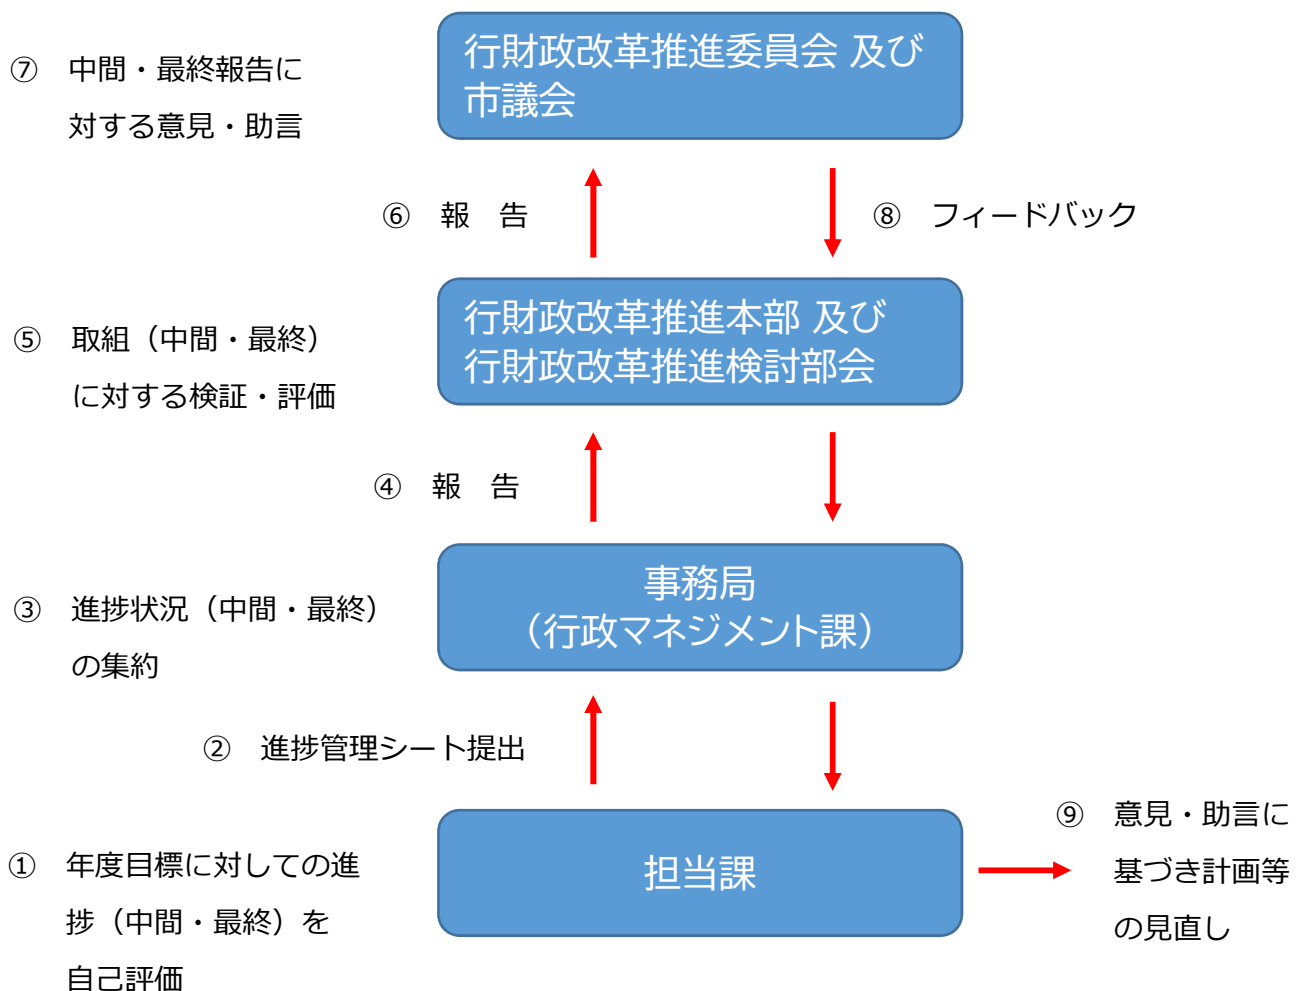 行財政改革推進委員会 及び
市議会
⑦ 中間・最終報告に
対する意見・助言
⑥ 報 告
⑧ フィードバック
行財政改革推進本部 及び
行財政改革推進検討部会
⑤ 取組（中間・最終）
に対する検証・評価
④ 報 告
事務局
（行政マネジメント課）
③ 進捗状況（中間・最終）
の集約
② 進捗管理シート提出
担当課
① 年度目標に対しての進
捗（中間・最終）を
自己評価
⑨ 意見・助言に
基づき計画等
の見直し